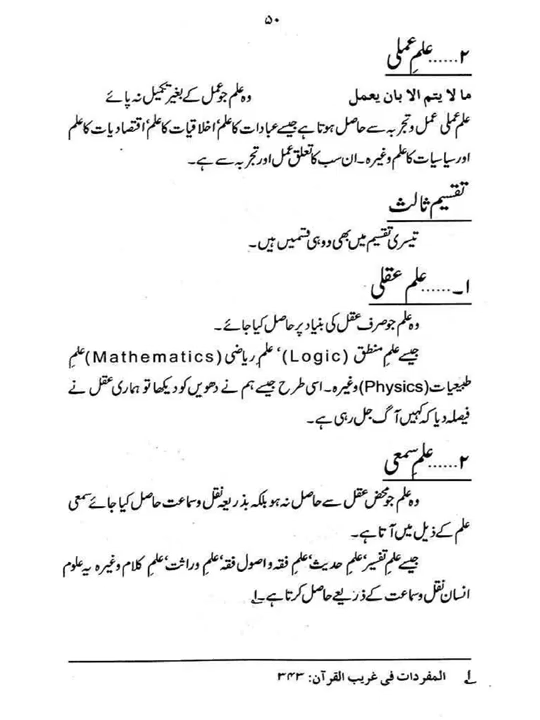 ۵۰
۲......علمِ عملی
ما لا یتم الا بان یعمل وہ علم جو عمل کے بغیر تکمیل نہ پائے
علمِ عملی عمل و تجربہ سے حاصل ہوتا ہے جیسے عبادات کا علم‘ اخلاقیات کا علم‘ اقتصادیات کا علم
اور سیاسیات کا علم وغیرہ۔ ان سب کا تعلق عمل اور تجربہ سے ہے۔
تقسیم ثالث
تیسری تقسیم میں بھی دو ہی قسمیں ہیں۔
۱۔......علم عقلی
وہ علم جو صرف عقل کی بنیاد پر حاصل کیا جائے۔
جیسے علم منطق (Logic)‘ علم ریاضی (Mathematics) علمِ
طبعیات (Physics) وغیرہ۔ اسی طرح جیسے ہم نے دھویں کو دیکھا تو ہماری عقل نے
فیصلہ دیا کہ کہیں آگ جل رہی ہے۔
۲......علمِ سمعی
وہ علم جو محض عقل سے حاصل نہ ہو بلکہ بذریعہ نقل و سماعت حاصل کیا جائے سمعی
علم کے ذیل میں آتا ہے۔
جیسے علمِ تفسیر‘ علمِ حدیث‘ علمِ فقہ و اصول فقہ‘ علمِ وراثت‘ علمِ کلام وغیرہ یہ علوم
انسان نقل و سماعت کے ذریعے حاصل کرتا ہے۔۱
۱ المفردات فی غریب القرآن: ۳۴۳